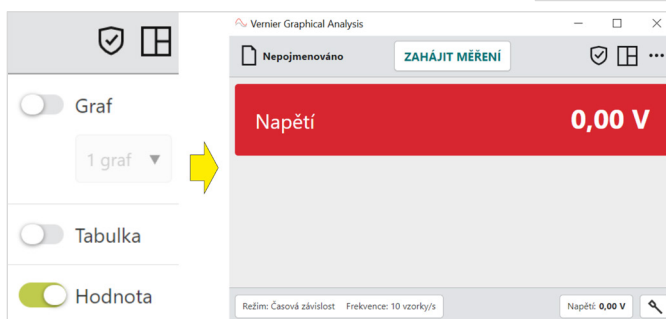 Graf
1 graf
Tabulka
Hodnota
Vernier Graphical Analysis
Nepojmenováno
ZAHÁJIT MĚŘENÍ
Napětí
0,00 V
Režim: Časová závislost Frekvence: 10 vzorky/s
Napětí: 0,00 V